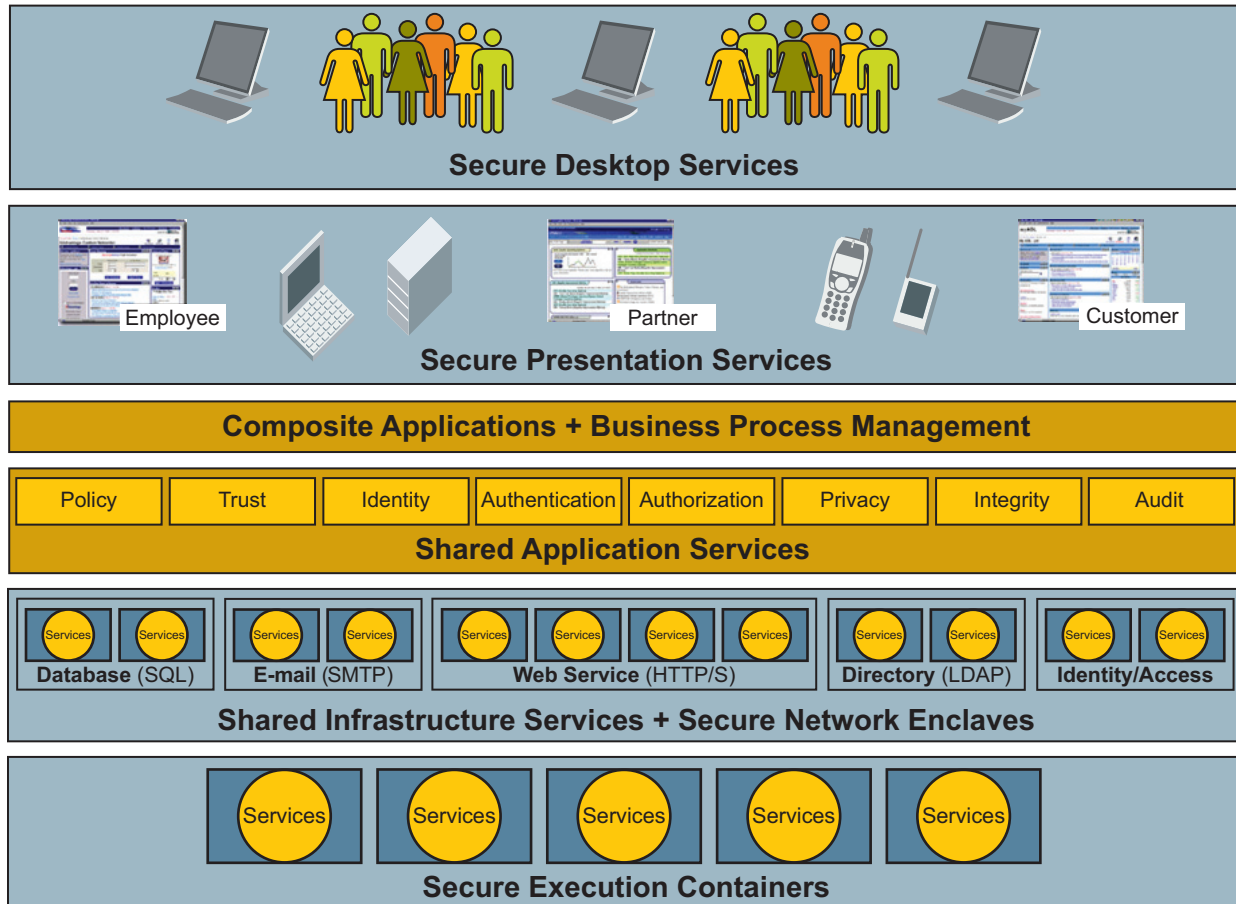 Secure Desktop Services
Employee
Partner
Customer
Secure Presentation Services
Composite Applications + Business Process Management
Policy
Trust
Identity
Authentication
Authorization
Privacy
Integrity
Audit
Shared Application Services
Services
Services
Database (SQL)
Services
Services
E-mail (SMTP)
Services
Services
Services
Services
Web Service (HTTP/S)
Services
Services
Directory (LDAP)
Services
Services
Identity/Access
Shared Infrastructure Services + Secure Network Enclaves
Services
Services
Services
Services
Services
Secure Execution Containers